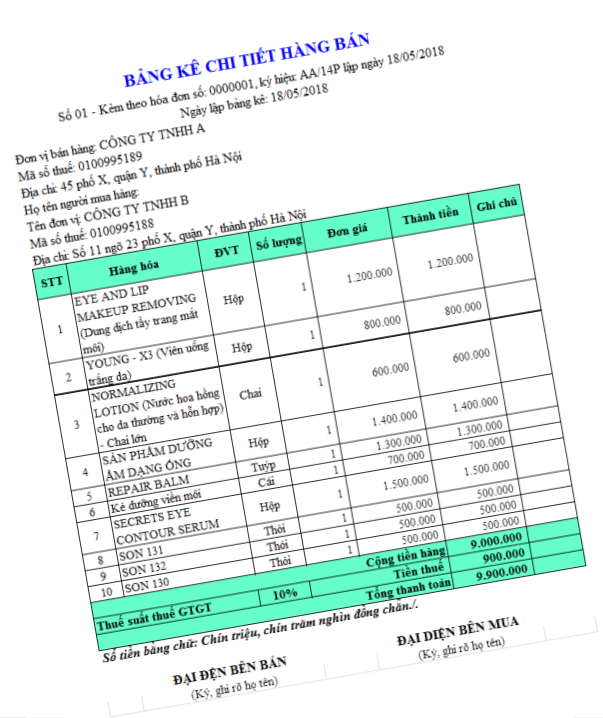 BẢNG KÊ CHI TIẾT HÀNG BÁN
Số 01 - Kèm theo hóa đơn số: 0000001, ký hiệu: AA/14P lập ngày 18/05/2018
Ngày lập bảng kê: 18/05/2018
Đơn vị bán hàng: CÔNG TY TNHH A
Mã số thuế: 0100995189
Địa chỉ: 45 phố X, quận Y, thành phố Hà Nội
Họ tên người mua hàng:
Tên đơn vị: CÔNG TY TNHH B
Mã số thuế: 0100995188
Địa chỉ: Số 11 ngõ 23 phố X, quận Y, thành phố Hà Nội
STT Hàng hóa ĐVT Số lượng Đơn giá Thành tiền Ghi chú
1 EYE AND LIP MAKEUP REMOVING (Dung dịch tẩy trang mắt môi) Hộp 1 1.200.000 1.200.000
2 YOUNG - X3 (Viên uống trắng da) Hộp 1 800.000 800.000
3 NORMALIZING LOTION (Nước hoa hồng cho da thường và hỗn hợp) - Chai lớn Chai 1 600.000 600.000
4 SẢN PHẨM DƯỠNG ẨM DẠNG ỐNG Hộp 1 1.400.000 1.400.000
5 REPAIR BALM Tuýp 1 1.300.000 1.300.000
6 Kẻ dưỡng viền môi Cái 1 700.000 700.000
7 SECRETS EYE CONTOUR SERUM Hộp 1 1.500.000 1.500.000
8 SON 131 Thỏi 1 500.000 500.000
9 SON 132 Thỏi 1 500.000 500.000
10 SON 130 Thỏi 1 500.000 500.000
Cộng tiền hàng 9.000.000
Thuế suất thuế GTGT 10% Tiền thuế 900.000
Tổng thanh toán 9.900.000
Số tiền bằng chữ: Chín triệu, chín trăm nghìn đồng chẵn./.
ĐẠI ĐIỆN BÊN BÁN ĐẠI DIỆN BÊN MUA
(Ký, ghi rõ họ tên) (Ký, ghi rõ họ tên)